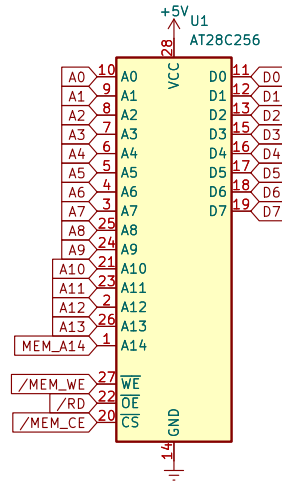 +5V
U1
AT28C256
28
VCC
A0 10 A0 D0 11 D0
A1 9 A1 D1 12 D1
A2 8 A2 D2 13 D2
A3 7 A3 D3 15 D3
A4 6 A4 D4 16 D4
A5 5 A5 D5 17 D5
A6 4 A6 D6 18 D6
A7 3 A7 D7 19 D7
A8 25 A8
A9 24 A9
A10 21 A10
A11 23 A11
A12 2 A12
A13 26 A13
MEM_A14 1 A14
/MEM_WE 27 WE
/RD 22 OE
/MEM_CE 20 CS
GND
14